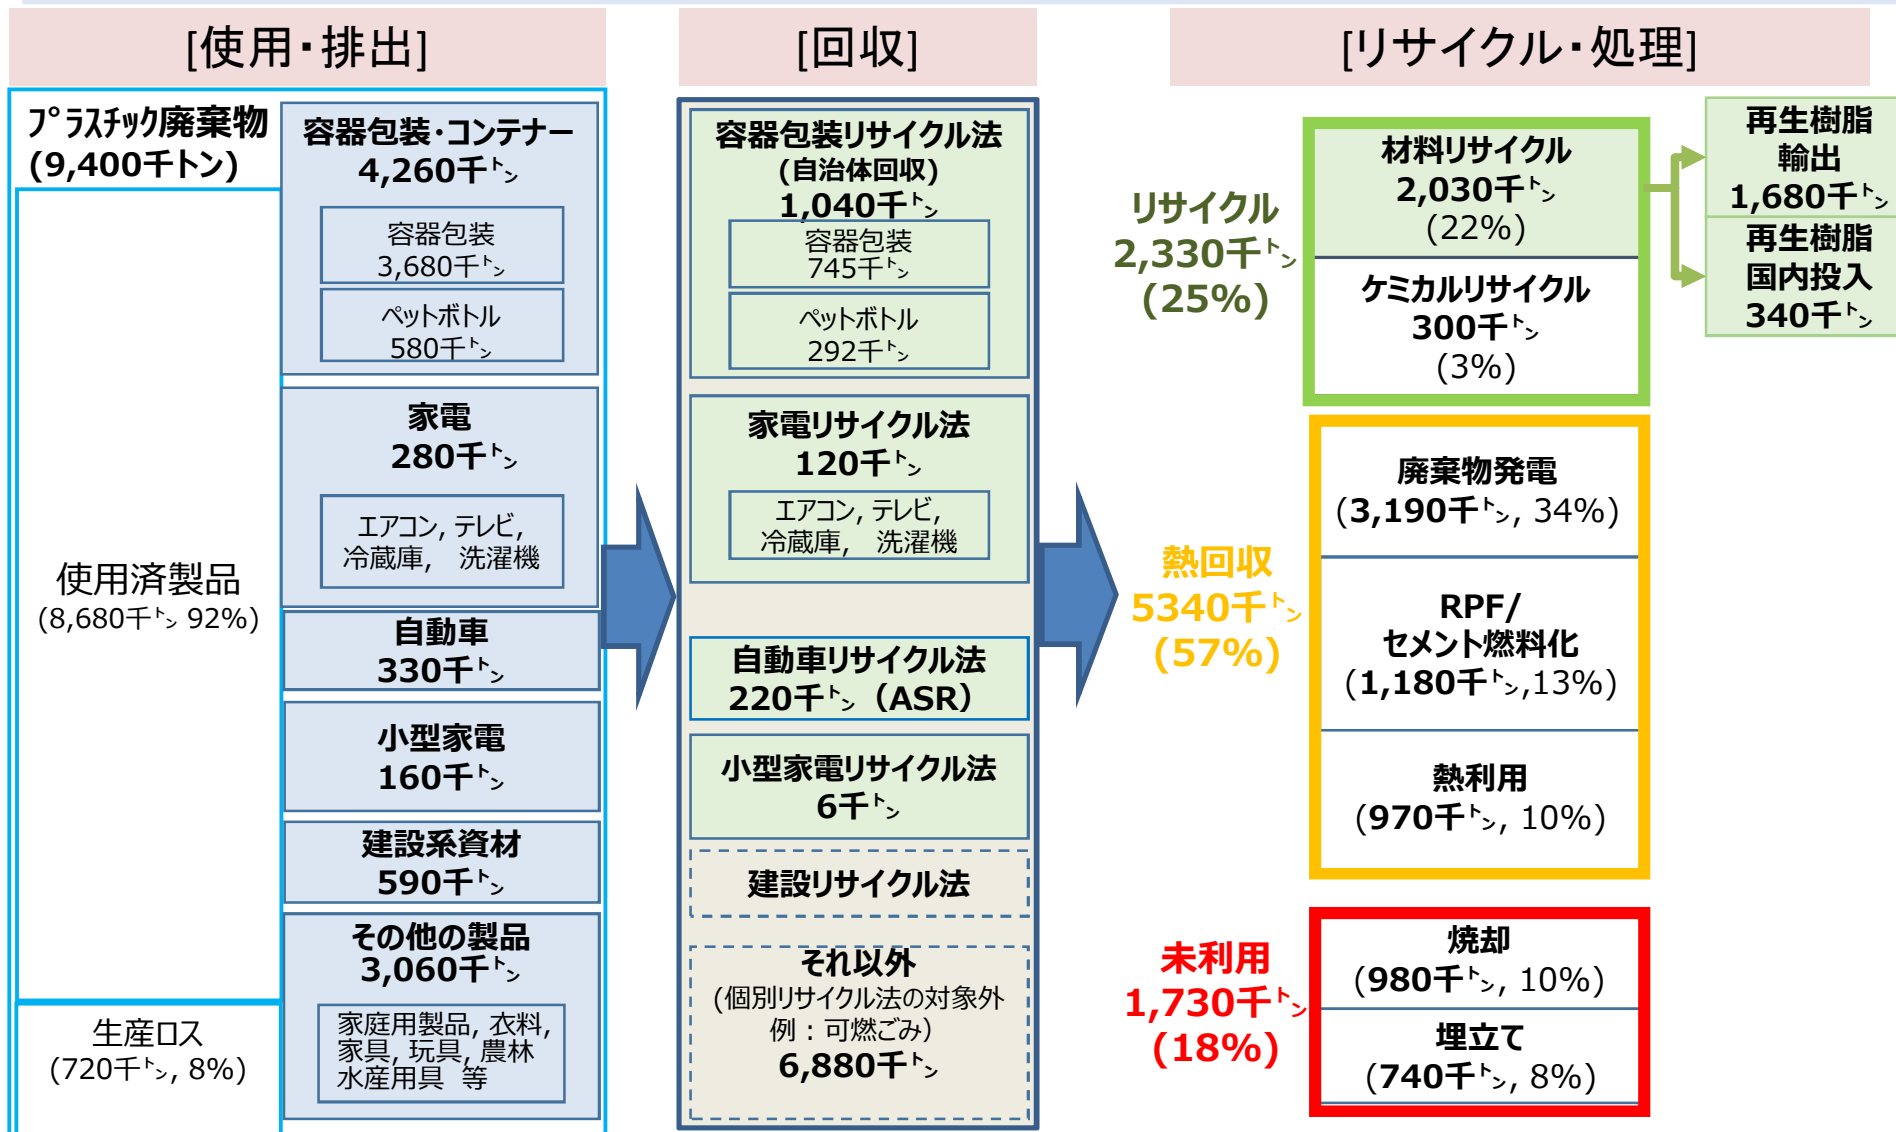 [使用・排出]
プラスチック廃棄物
(9,400千トン)
使用済製品
(8,680千トン 92%)
生産ロス
(720千トン, 8%)
容器包装・コンテナー
4,260千トン
容器包装
3,680千トン
ペットボトル
580千トン
家電
280千トン
エアコン, テレビ,
冷蔵庫, 洗濯機
自動車
330千トン
小型家電
160千トン
建設系資材
590千トン
その他の製品
3,060千トン
家庭用製品, 衣料,
家具, 玩具, 農林
水産用具 等
[回収]
容器包装リサイクル法
(自治体回収)
1,040千トン
容器包装
745千トン
ペットボトル
292千トン
家電リサイクル法
120千トン
エアコン, テレビ,
冷蔵庫, 洗濯機
自動車リサイクル法
220千トン（ASR）
小型家電リサイクル法
6千トン
建設リサイクル法
それ以外
(個別リサイクル法の対象外
例：可燃ごみ)
6,880千トン
[リサイクル・処理]
リサイクル
2,330千トン
(25%)
材料リサイクル
2,030千トン
(22%)
ケミカルリサイクル
300千トン
(3%)
再生樹脂
輸出
1,680千トン
再生樹脂
国内投入
340千トン
熱回収
5340千トン
(57%)
廃棄物発電
(3,190千トン, 34%)
RPF/
セメント燃料化
(1,180千トン,13%)
熱利用
(970千トン, 10%)
未利用
1,730千トン
(18%)
焼却
(980千トン, 10%)
埋立て
(740千トン, 8%)